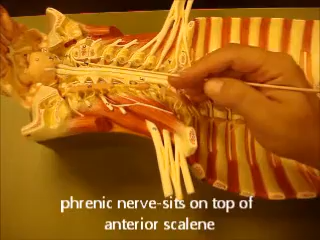 phrenic nerve-sits on top of
anterior scalene